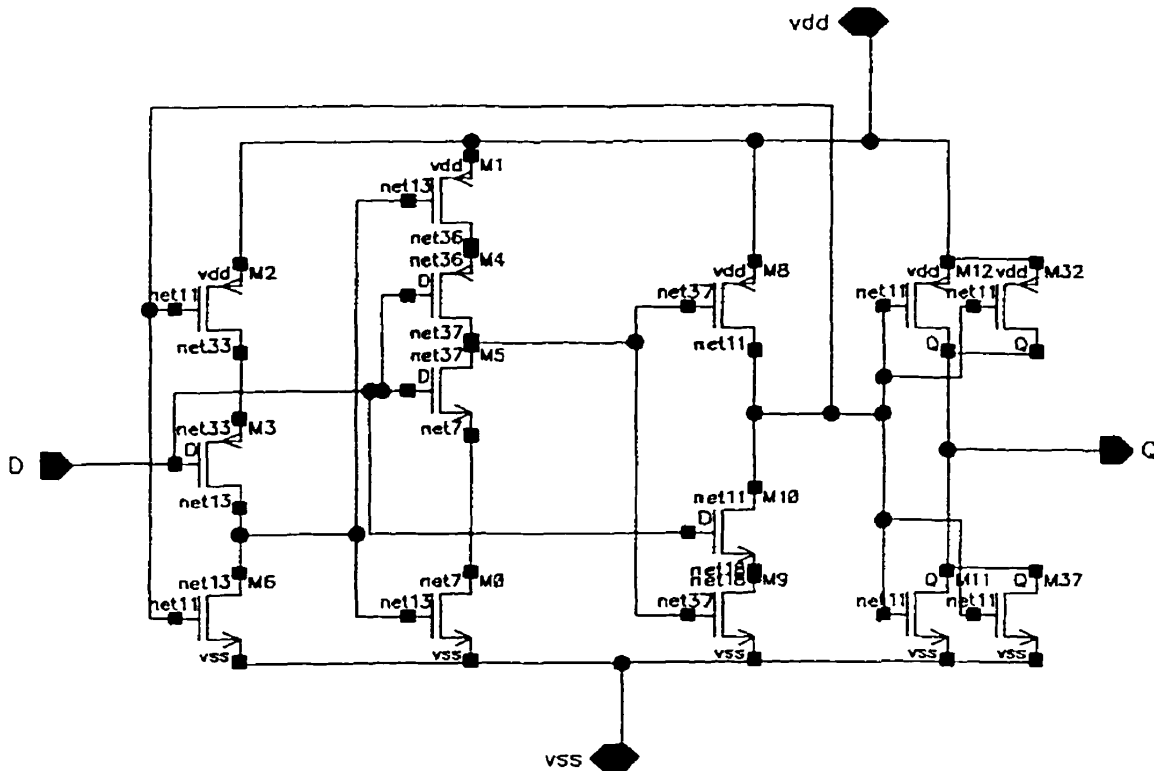 vdd
vdd M1
net13
net36
net36 M4
D
net37
net37 M5
D
net7
vdd M2
net11
net33
net33 M3
D
D
net13
net13 M6
net11
vss
net7 M0
net13
vss
vdd M8
net37
net11
net11 M10
D
net18
net18 M9
net37
vss
vdd M12
net11
Q
vdd M32
net11
Q
Q
Q M11
net11
vss
Q M37
net11
vss
vss